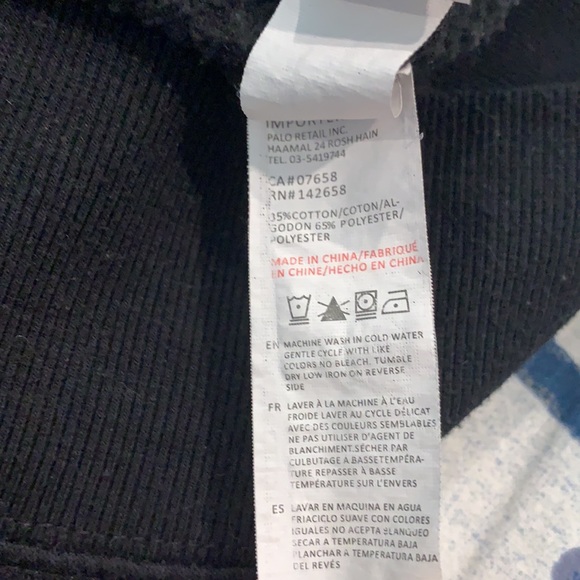 IMPORTE
PALO RETAIL INC.
HAAMAL 24 ROSH HAIN
TEL. 03-5419744
CA#07658
RN#142658
35%COTTON/COTON/AL-
GODON 65% POLYESTER/
POLYESTER
MADE IN CHINA/FABRIQUÉ
EN CHINE/HECHO EN CHINA
EN MACHINE WASH IN COLD WATER
GENTLE CYCLE WITH LIKE
COLORS NO BLEACH. TUMBLE
DRY LOW IRON ON REVERSE
SIDE
FR LAVER À LA MACHINE À L'EAU
FROIDE LAVER AU CYCLE DÉLICAT
AVEC DES COULEURS SEMBLABLES
NE PAS UTILISER D'AGENT DE
BLANCHIMENT.SÉCHER PAR
CULBUTAGE A BASSETEMPÉRA-
TURE REPASSER À BASSE
TEMPÉRATURE SUR L'ENVERS
ES LAVAR EN MAQUINA EN AGUA
FRIACICLO SUAVE CON COLORES
IGUALES NO ACEPTA BLANQUEO
SECAR A TEMPARATURA BAJA
PLANCHAR A TEMPARATURA BAJA
DEL REVÉS